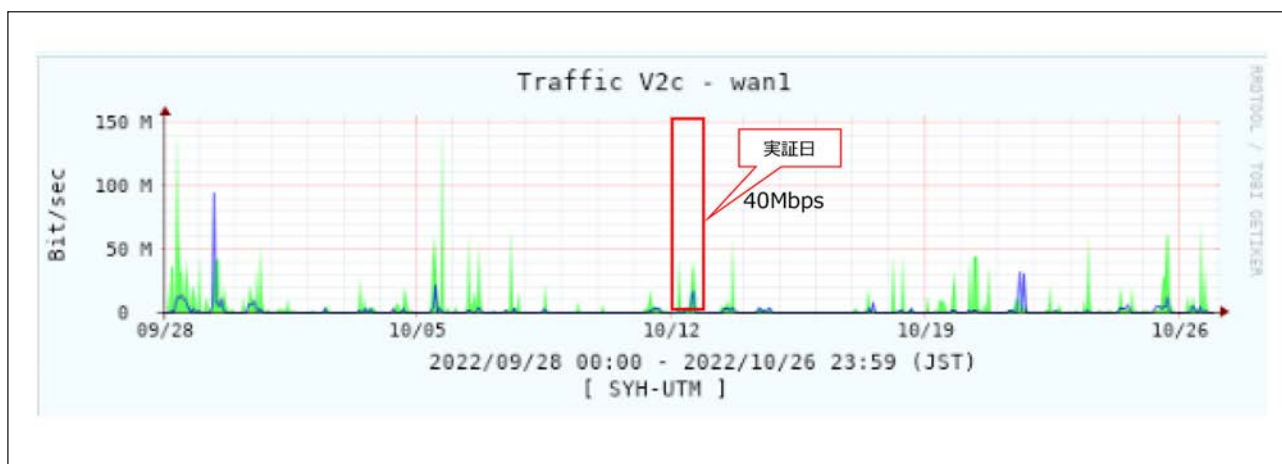 Traffic V2c - wan1
RRDTOOL / TOBI OETIKER
Bit/sec
150 M
100 M
50 M
0
実証日
40Mbps
09/28 10/05 10/12 10/19 10/26
2022/09/28 00:00 - 2022/10/26 23:59 (JST)
[ SYH-UTM ]